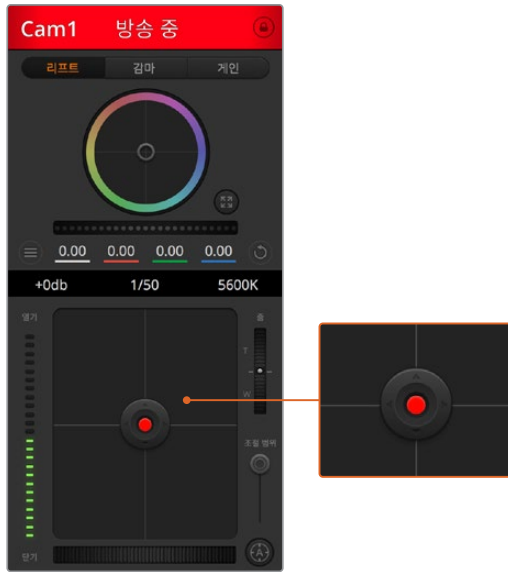 Cam1 방송 중
리프트 감마 게인
0.00 0.00 0.00 0.00
+0db 1/50 5600K
열기 줌
T
W
조절 범위
닫기 A